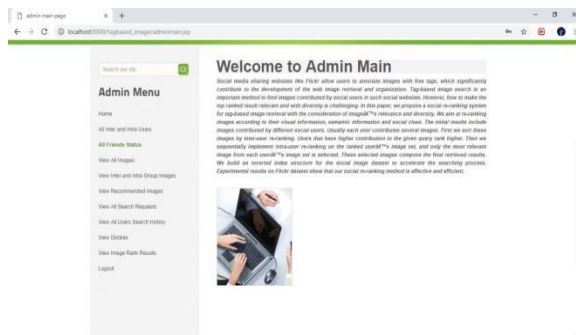 admin main page
localhost:3000/tagbased_image/adminmain.jsp
Search our site:
Admin Menu
Home
All Inter and Intra Users
All Friends Status
View All Images
View Inter and Intra Group Images
View Recommended Images
View All Search Requests
View All Users Search History
View Dislikes
View Image Rank Results
Logout
Welcome to Admin Main
Social media sharing websites like Flickr allow users to annotate images with free tags, which significantly
contribute to the development of the web image retrieval and organization. Tag-based image search is an
important method to find images contributed by social users in such social websites. However, how to make the
top ranked result relevant and with diversity is challenging. In this paper, we propose a social re-ranking system
for tag-based image retrieval with the consideration of imageâ€™s relevance and diversity. We aim at re-ranking
images according to their visual information, semantic information and social clues. The initial results include
images contributed by different social users. Usually each user contributes several images. First we sort these
images by inter-user re-ranking. Users that have higher contribution to the given query rank higher. Then we
sequentially implement intra-user re-ranking on the ranked userâ€™s image set, and only the most relevant
image from each userâ€™s image set is selected. These selected images compose the final retrieved results.
We build an inverted index structure for the social image dataset to accelerate the searching process.
Experimental results on Flickr dataset show that our social re-ranking method is effective and efficient.